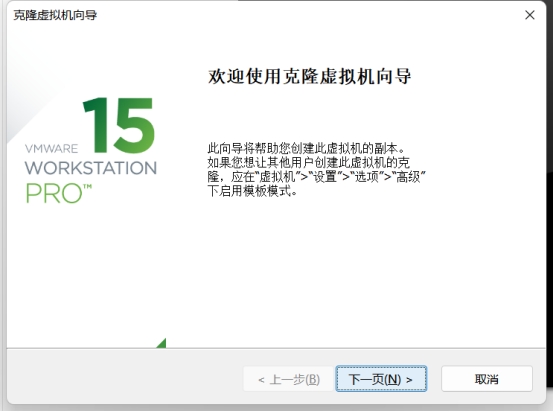 克隆虚拟机向导
欢迎使用克隆虚拟机向导
15
VMWARE
WORKSTATION
PRO™
此向导将帮助您创建此虚拟机的副本。
如果您想让其他用户创建此虚拟机的克
隆，应在"虚拟机">"设置">"选项">"高级"
下启用模板模式。
< 上一步(B)
下一页(N) >
取消